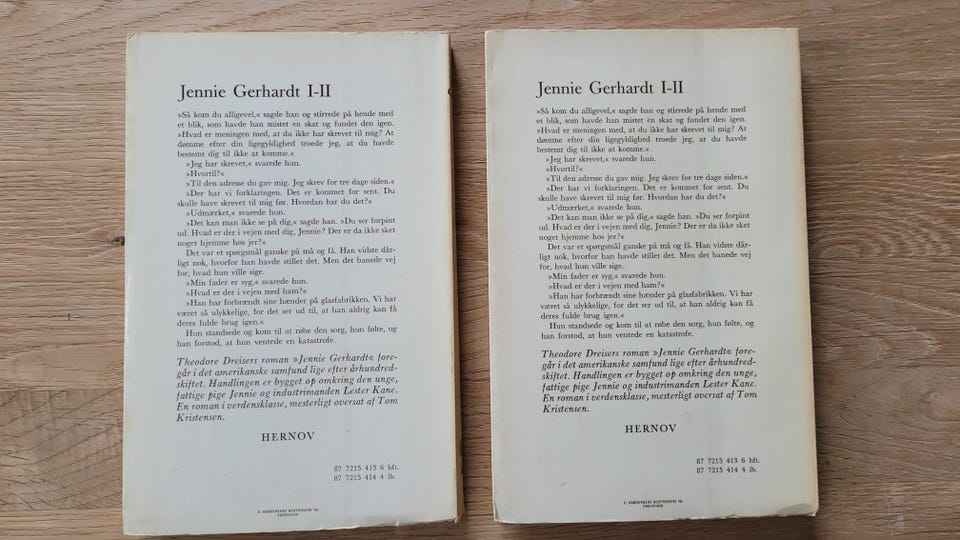 Jennie Gerhardt I-II
»Så kom du alligevel,« sagde han og stirrede på hende med
et blik, som havde han mistet en skat og fundet den igen.
»Hvad er meningen med, at du ikke har skrevet til mig? At
dømme efter din ligegyldighed troede jeg, at du havde
bestemt dig til ikke at komme.«
»Jeg har skrevet,« svarede hun.
»Hvortil?«
»Til den adresse du gav mig. Jeg skrev for tre dage siden.«
»Der har vi forklaringen. Det er kommet for sent. Du
skulle have skrevet til mig før. Hvordan har du det?«
»Udmærket,« svarede hun.
»Det kan man ikke se på dig,« sagde han. »Du ser forpint
ud. Hvad er der i vejen med dig, Jennie? Der er da ikke sket
noget hjemme hos jer?«
Det var et spørgsmål ganske på må og få. Han vidste dår-
ligt nok, hvorfor han havde stillet det. Men det banede vej
for, hvad hun ville sige.
»Min fader er syg,« svarede hun.
»Hvad er der i vejen med ham?«
»Han har forbrændt sine hænder på glasfabrikken. Vi har
været så ulykkelige, for det ser ud til, at han aldrig kan få
deres fulde brug igen.«
Hun standsede og kom til at røbe den sorg, hun følte, og
han forstod, at hun ventede en katastrofe.
Theodore Dreisers roman »Jennie Gerhardt« fore-
går i det amerikanske samfund lige efter århundred-
skiftet. Handlingen er bygget op omkring den unge,
fattige pige Jennie og industrimanden Lester Kane.
En roman i verdensklasse, mesterligt oversat af Tom
Kristensen.
HERNOV
87 7215 413 6 hft.
87 7215 414 4 ib.
Jennie Gerhardt I-II
»Så kom du alligevel,« sagde han og stirrede på hende med
et blik, som havde han mistet en skat og fundet den igen.
»Hvad er meningen med, at du ikke har skrevet til mig? At
dømme efter din ligegyldighed troede jeg, at du havde
bestemt dig til ikke at komme.«
»Jeg har skrevet,« svarede hun.
»Hvortil?«
»Til den adresse du gav mig. Jeg skrev for tre dage siden.«
»Der har vi forklaringen. Det er kommet for sent. Du
skulle have skrevet til mig før. Hvordan har du det?«
»Udmærket,« svarede hun.
»Det kan man ikke se på dig,« sagde han. »Du ser forpint
ud. Hvad er der i vejen med dig, Jennie? Der er da ikke sket
noget hjemme hos jer?«
Det var et spørgsmål ganske på må og få. Han vidste dår-
ligt nok, hvorfor han havde stillet det. Men det banede vej
for, hvad hun ville sige.
»Min fader er syg,« svarede hun.
»Hvad er der i vejen med ham?«
»Han har forbrændt sine hænder på glasfabrikken. Vi har
været så ulykkelige, for det ser ud til, at han aldrig kan få
deres fulde brug igen.«
Hun standsede og kom til at røbe den sorg, hun følte, og
han forstod, at hun ventede en katastrofe.
Theodore Dreisers roman »Jennie Gerhardt« fore-
går i det amerikanske samfund lige efter århundred-
skiftet. Handlingen er bygget op omkring den unge,
fattige pige Jennie og industrimanden Lester Kane.
En roman i verdensklasse, mesterligt oversat af Tom
Kristensen.
HERNOV
87 7215 413 6 hft.
87 7215 414 4 ib.